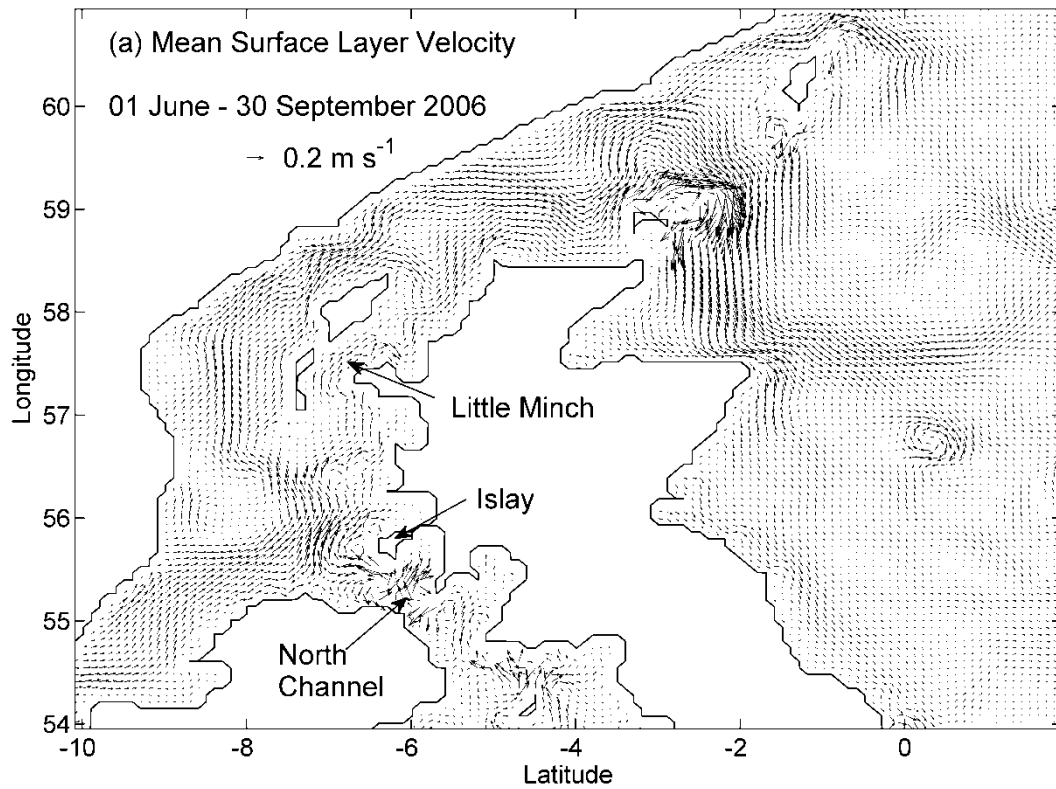 (a) Mean Surface Layer Velocity
01 June - 30 September 2006
0.2 m s⁻¹
60
59
58
57
56
55
54
Longitude
Little Minch
Islay
North
Channel
-10
-8
-6
-4
-2
0
Latitude